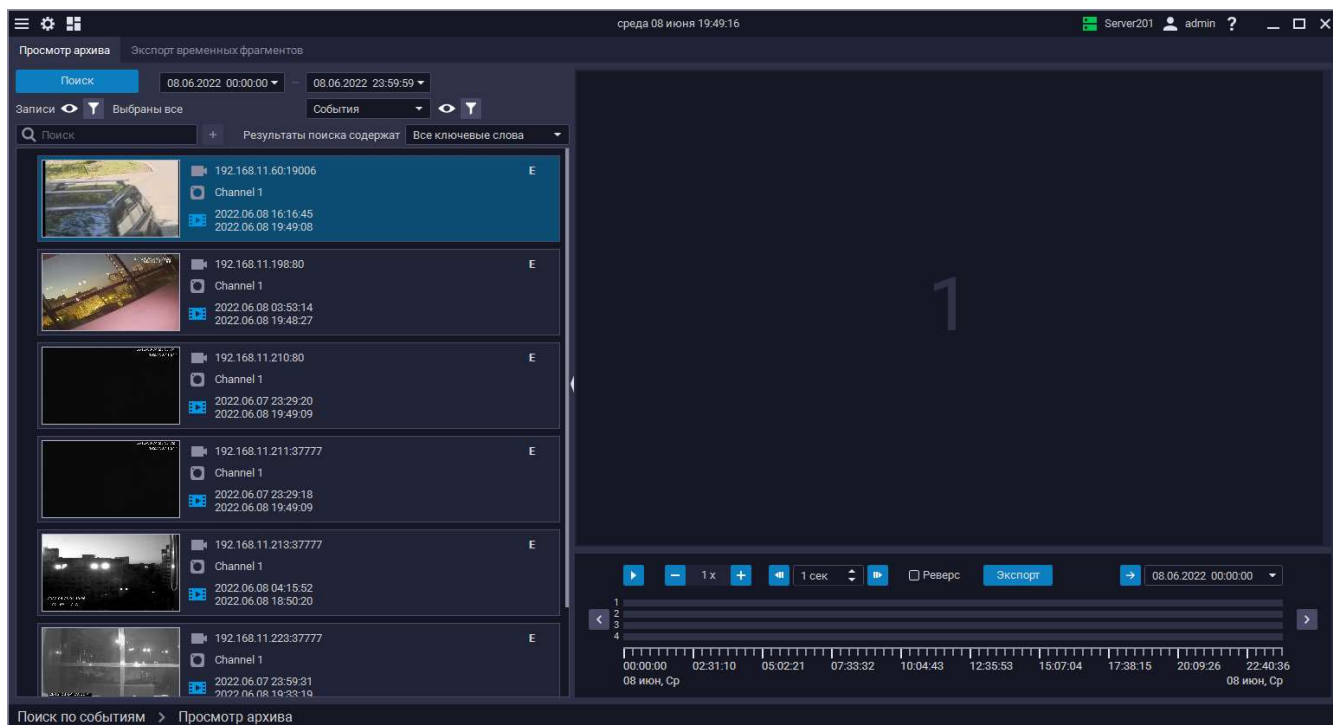 среда 08 июня 19:49:16
Server201 admin ?
Просмотр архива Экспорт временных фрагментов
Поиск 08.06.2022 00:00:00 – 08.06.2022 23:59:59
Записи Выбраны все События
Поиск + Результаты поиска содержат Все ключевые слова
192.168.11.60:19006 E
Channel 1
2022.06.08 16:16:45
2022.06.08 19:49:08
192.168.11.198:80 E
Channel 1
2022.06.08 03:53:14
2022.06.08 19:48:27
192.168.11.210:80 E
Channel 1
2022.06.07 23:29:20
2022.06.08 19:49:09
192.168.11.211:37777 E
Channel 1
2022.06.07 23:29:18
2022.06.08 19:49:09
192.168.11.213:37777 E
Channel 1
2022.06.08 04:15:52
2022.06.08 18:50:20
192.168.11.223:37777 E
Channel 1
2022.06.07 23:59:31
2022.06.08 19:33:19
1
1 x 1 сек Реверс Экспорт 08.06.2022 00:00:00
1
2
3
4
00:00:00 02:31:10 05:02:21 07:33:32 10:04:43 12:35:53 15:07:04 17:38:15 20:09:26 22:40:36
08 июн, Ср 08 июн, Ср
Поиск по событиям > Просмотр архива